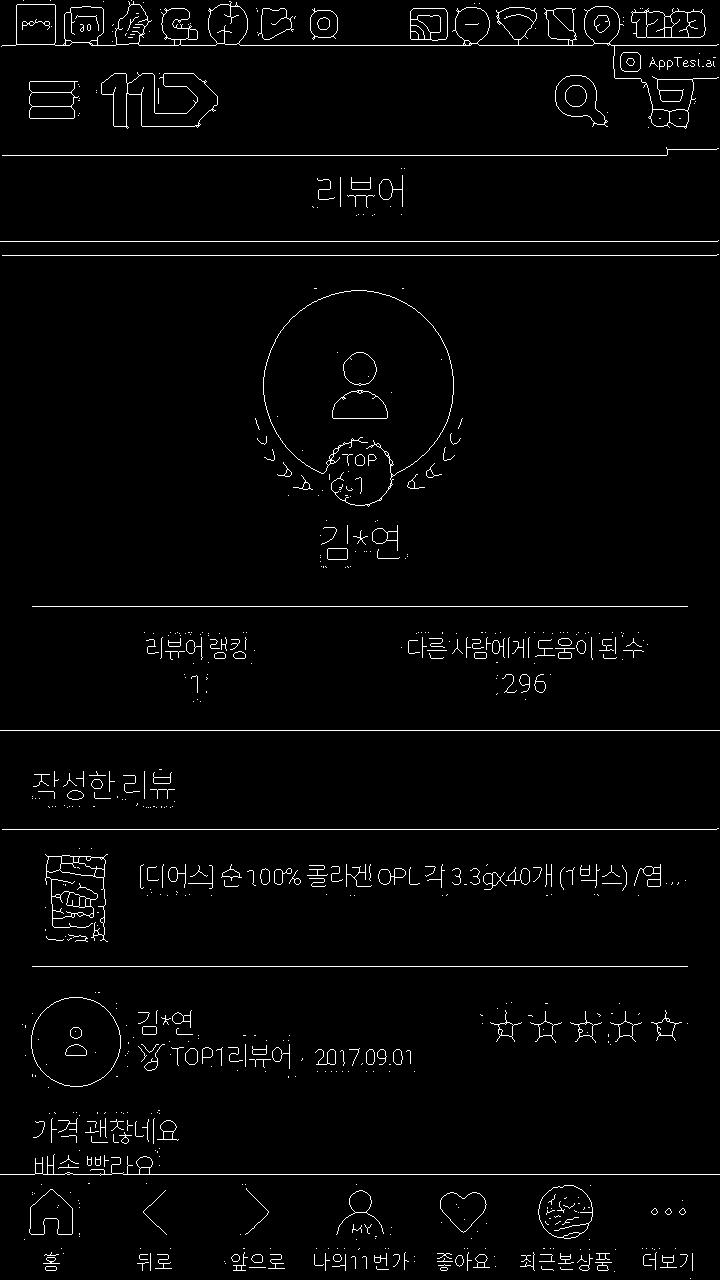 12:23
AppTest.ai
11
리뷰어
TOP
1
김*연
리뷰어 랭킹
1
다른 사람에게 도움이 된 수
296
작성한 리뷰
[디어스] 순 100% 콜라겐 OPL 각 3.3gx40개 (1박스) /염...
김*연
TOP1리뷰어 · 2017.09.01
가격 괜찮네요
배송 빨라요
MY
홈 뒤로 앞으로 나의11번가 좋아요 최근본상품 더보기